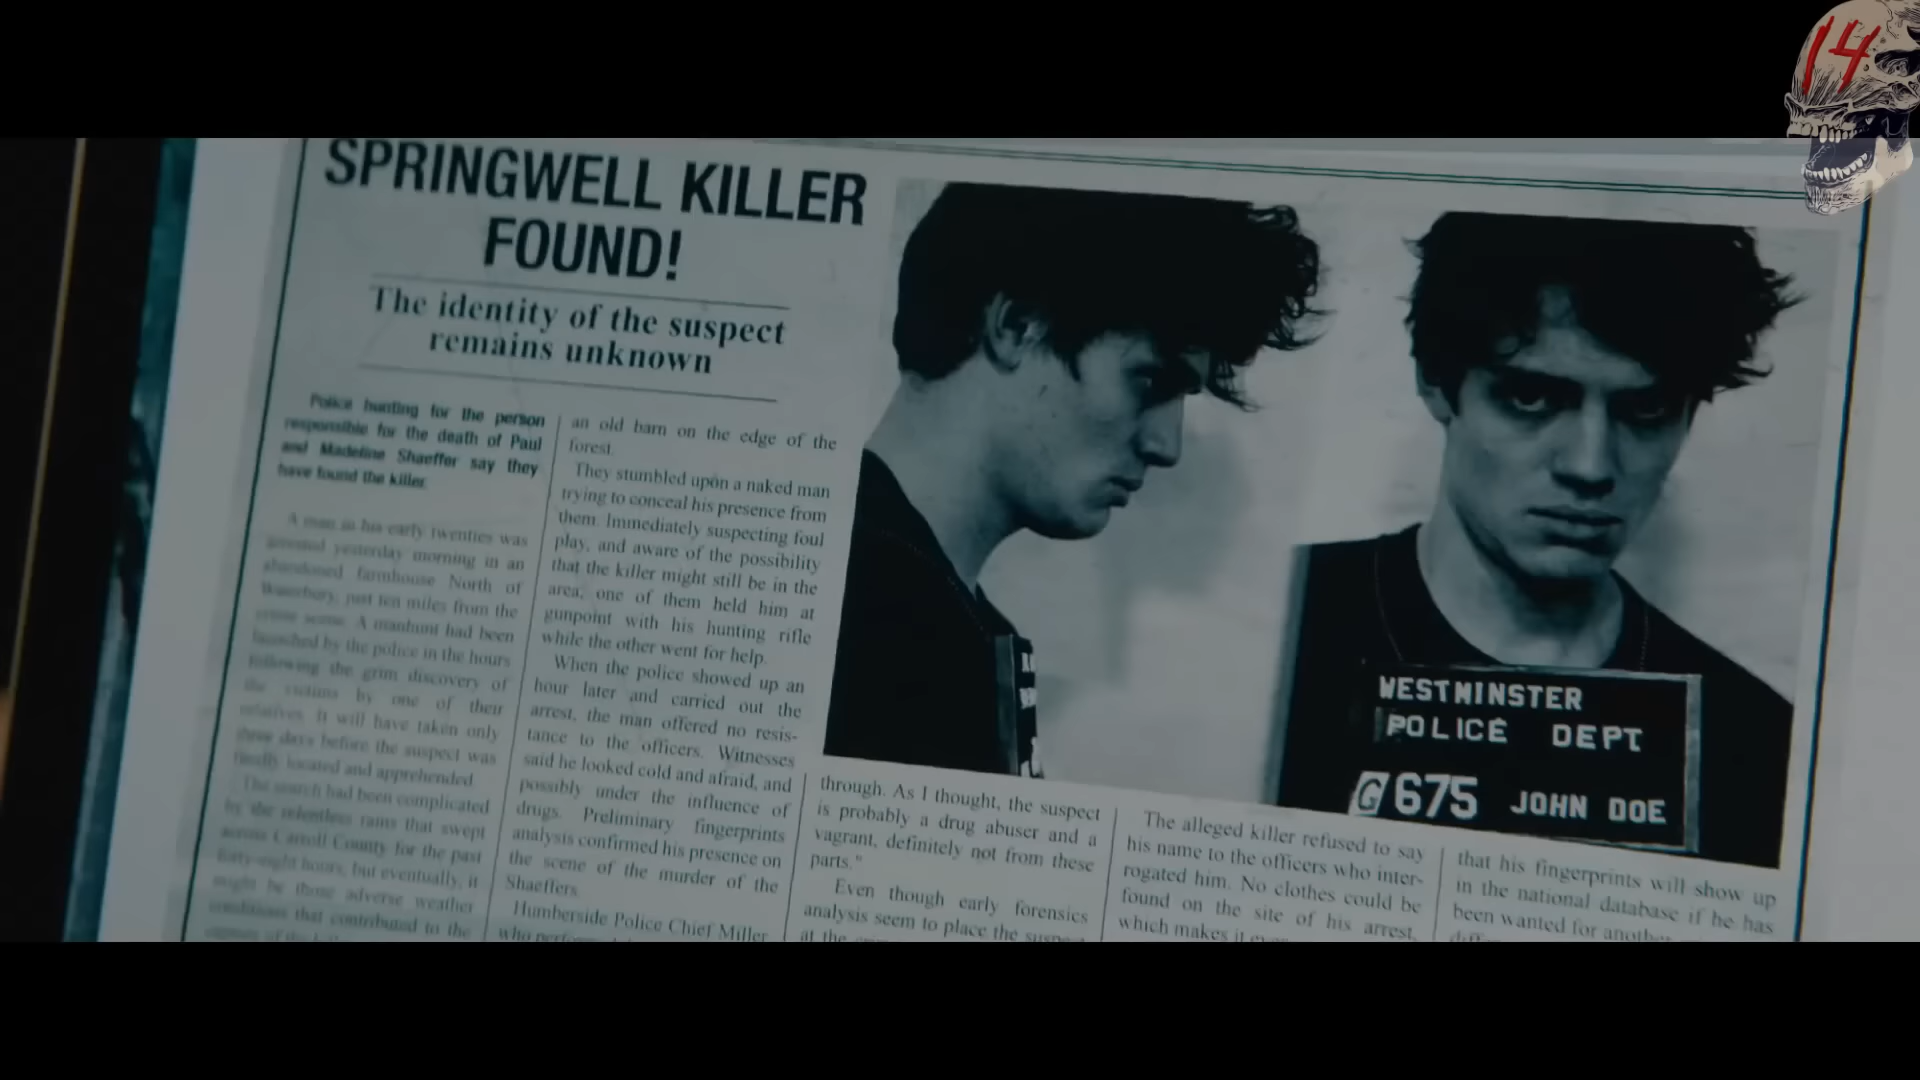 14
SPRINGWELL KILLER
FOUND!
The identity of the suspect
remains unknown
Police hunting for the person
responsible for the death of Paul
and Madeline Shaeffer say they
have found the killer.
A man in his early twenties was
arrested yesterday morning in an
abandoned farmhouse North of
Waterbury, just ten miles from the
crime scene. A manhunt had been
launched by the police in the hours
following the grim discovery of
the victims by one of their
relatives. It will have taken only
three days before the suspect was
finally located and apprehended
The search had been complicated
by the relentless rains that swept
across Carroll County for the past
forty-eight hours, but eventually, it
might be those adverse weather
conditions that contributed to the
an old barn on the edge of the
forest.
They stumbled upon a naked man
trying to conceal his presence from
them. Immediately suspecting foul
play, and aware of the possibility
that the killer might still be in the
area, one of them held him at
gunpoint with his hunting rifle
while the other went for help.
When the police showed up an
hour later and carried out the
arrest, the man offered no resis-
tance to the officers. Witnesses
said he looked cold and afraid, and
possibly under the influence of
drugs. Preliminary fingerprints
analysis confirmed his presence on
the scene of the murder of the
Shaeffers.
Humberside Police Chief Miller
who
through. As I thought, the suspect
is probably a drug abuser and a
vagrant, definitely not from these
parts."
Even though early forensics
analysis seem to place the suspect
at the
The alleged killer refused to say
his name to the officers who inter-
rogated him. No clothes could be
found on the site of his arrest,
which makes it
that his fingerprints will show up
in the national database if he has
been wanted for another
WESTMINSTER
POLICE DEPT
G675 JOHN DOE